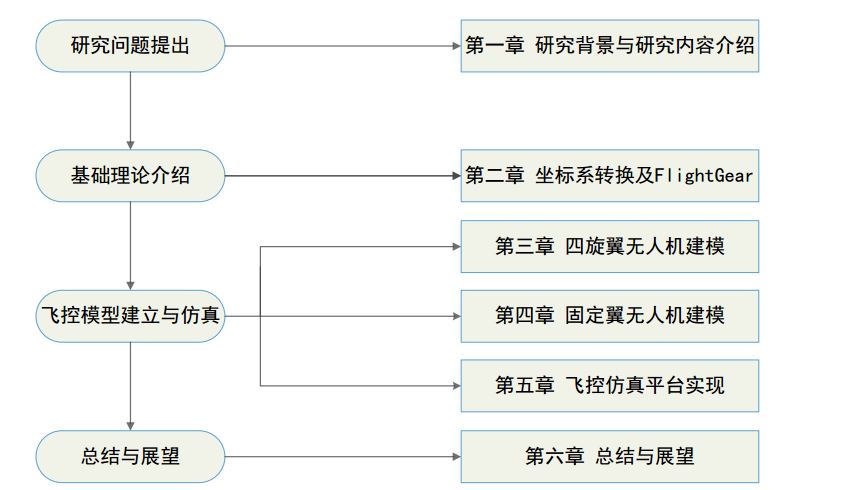 研究问题提出
第一章 研究背景与研究内容介绍
基础理论介绍
第二章 坐标系转换及FlightGear
第三章 四旋翼无人机建模
飞控模型建立与仿真
第四章 固定翼无人机建模
第五章 飞控仿真平台实现
总结与展望
第六章 总结与展望